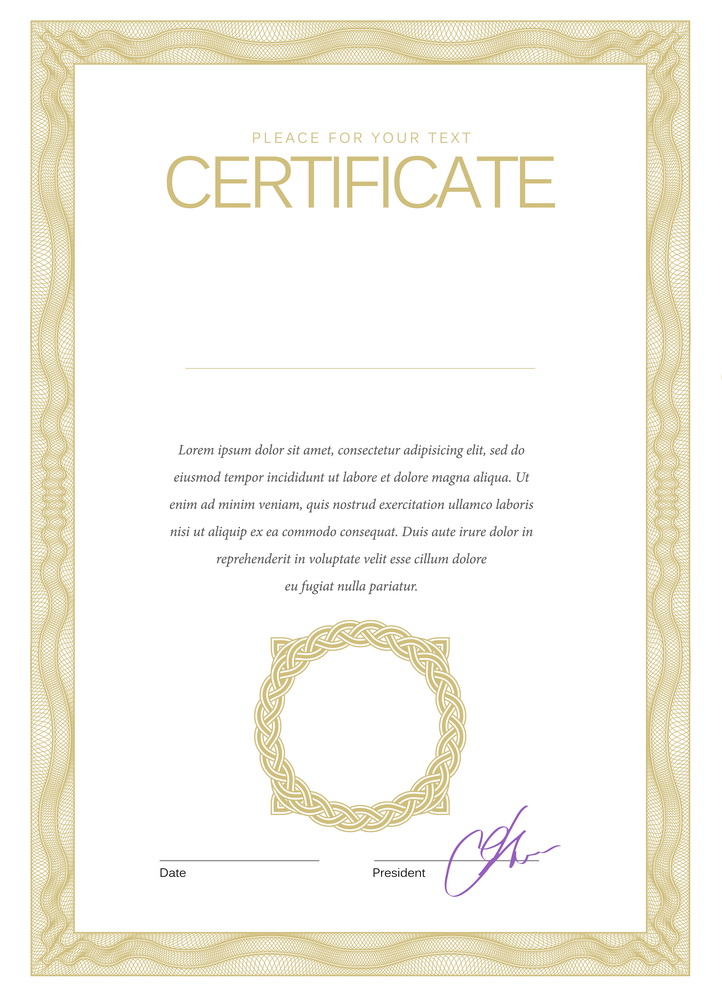 PLEACE FOR YOUR TEXT
CERTIFICATE
Lorem ipsum dolor sit amet, consectetur adipisicing elit, sed do
eiusmod tempor incididunt ut labore et dolore magna aliqua. Ut
enim ad minim veniam, quis nostrud exercitation ullamco laboris
nisi ut aliquip ex ea commodo consequat. Duis aute irure dolor in
reprehenderit in voluptate velit esse cillum dolore
eu fugiat nulla pariatur.
Date
President